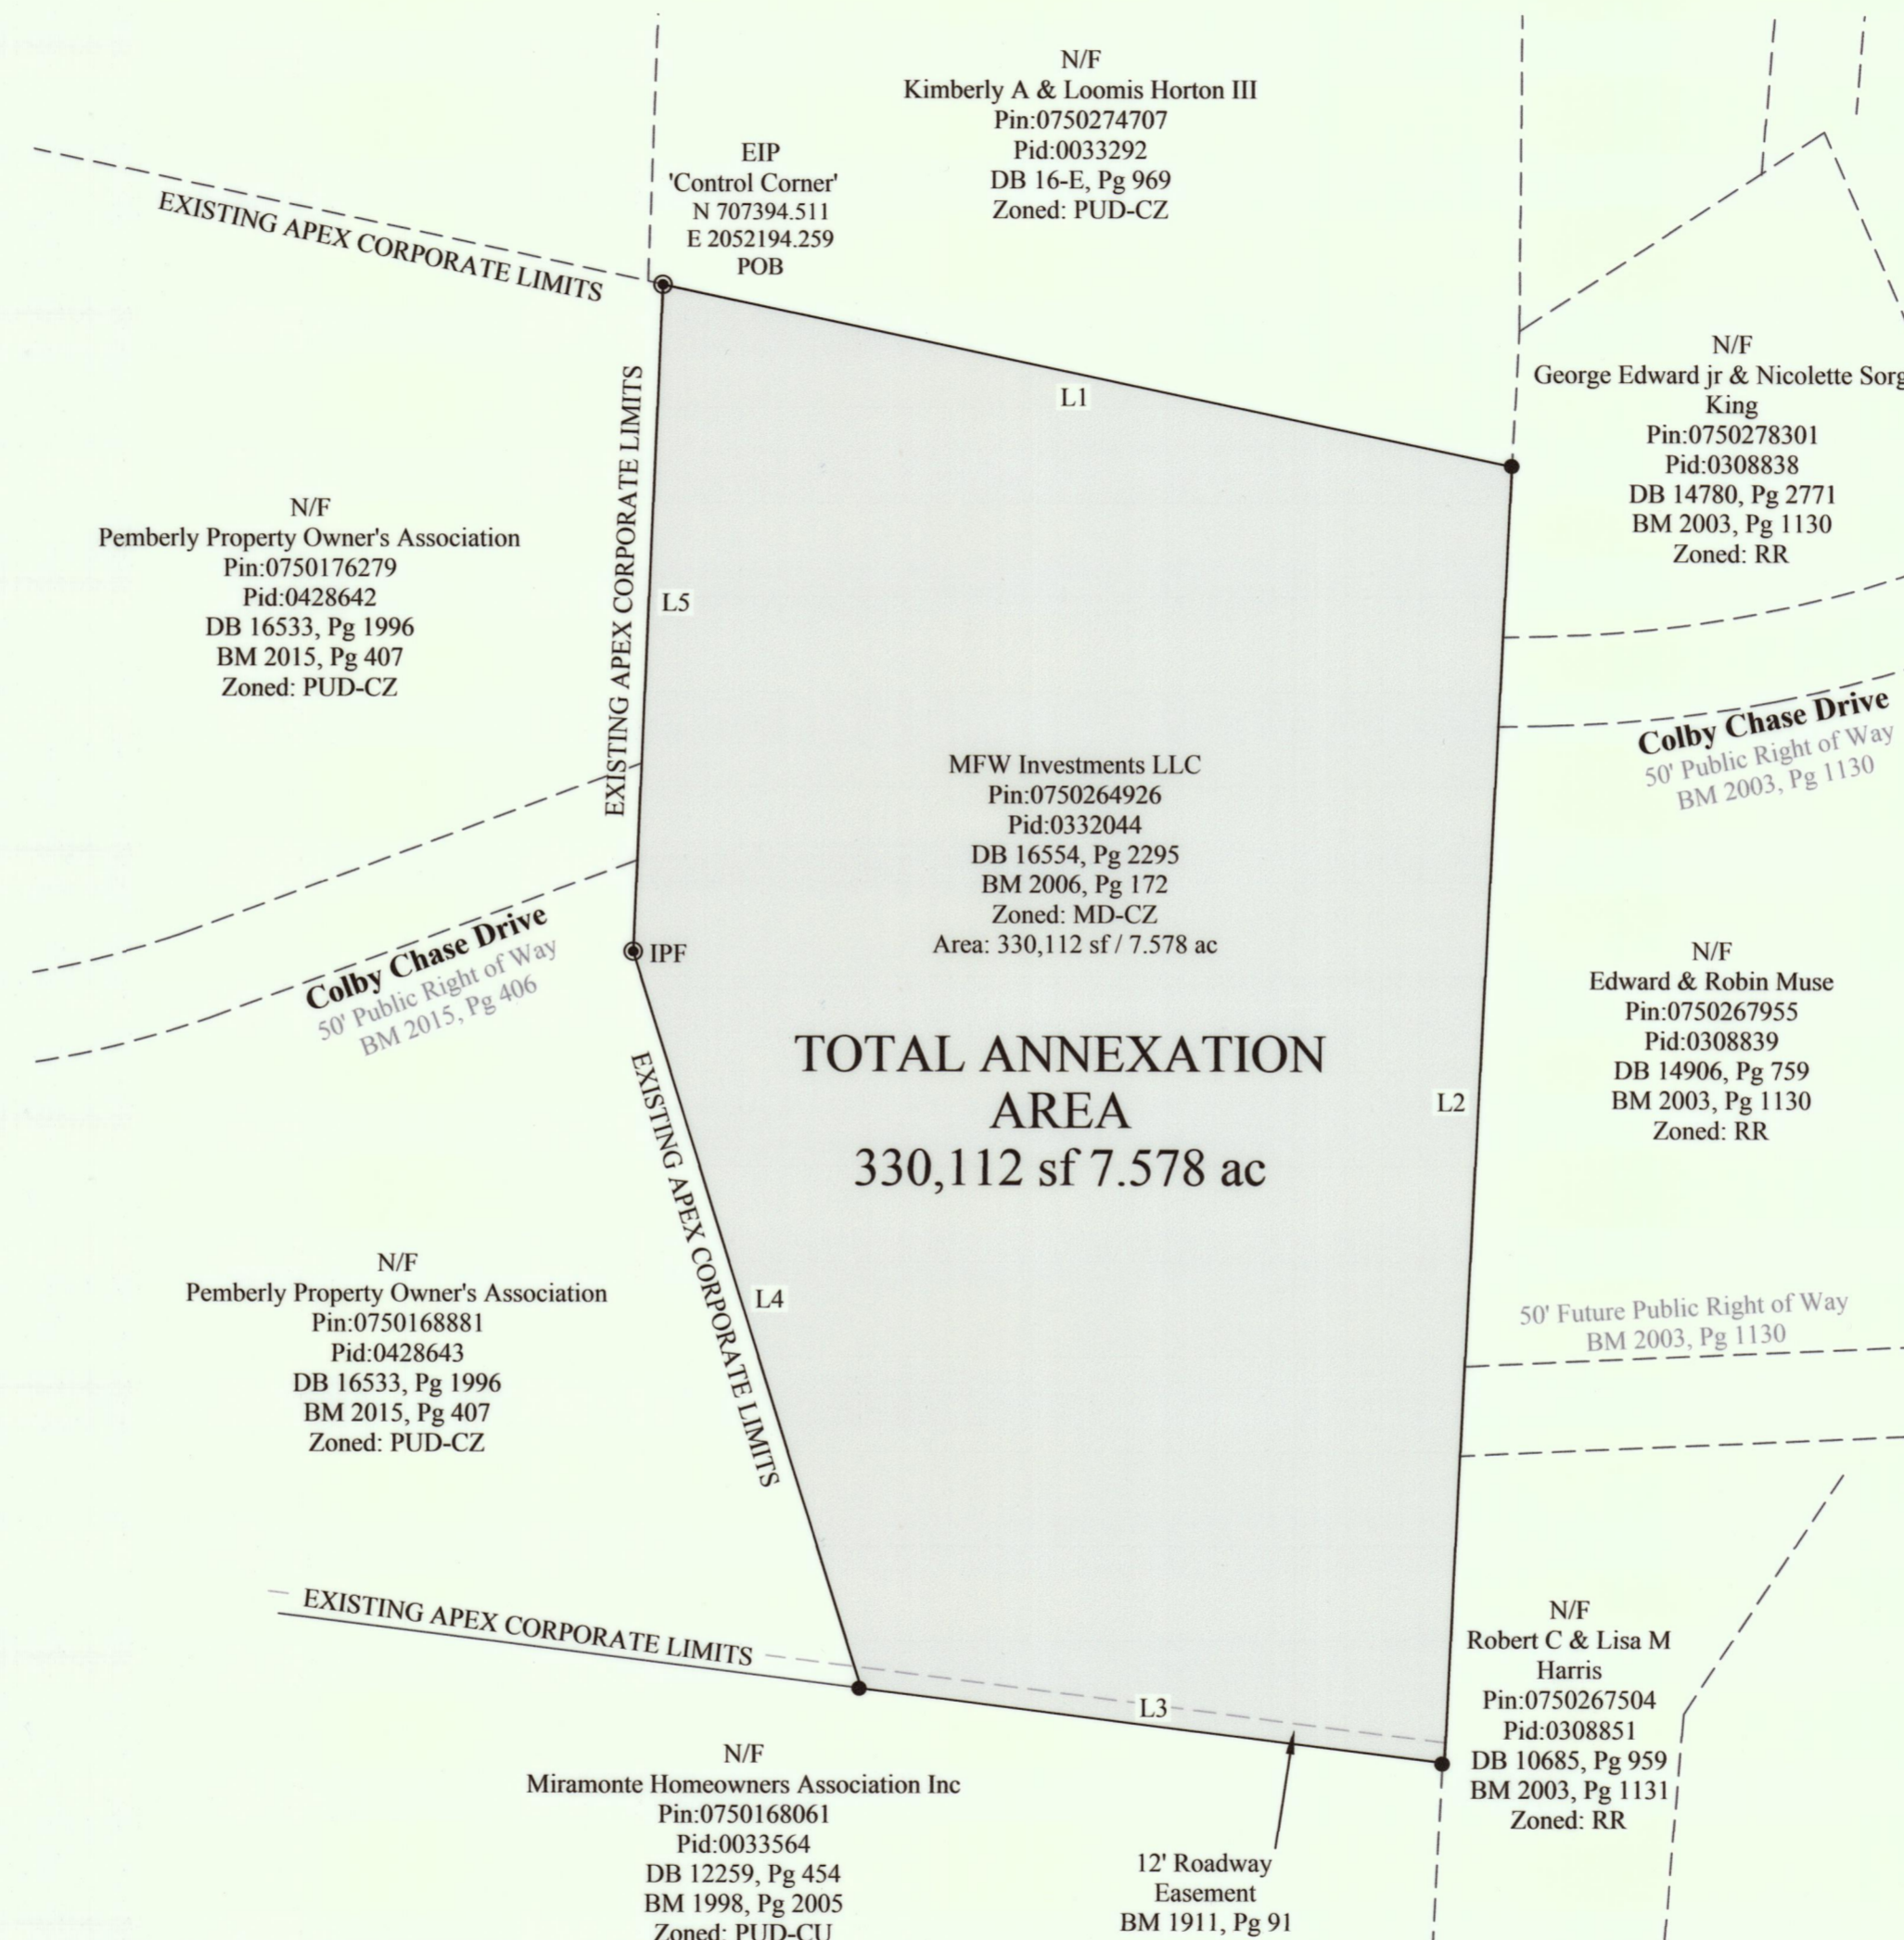 N/F
Kimberly A & Loomis Horton III
Pin:0750274707
Pid:0033292
DB 16-E, Pg 969
Zoned: PUD-CZ
EIP
'Control Corner'
N 707394.511
E 2052194.259
POB
EXISTING APEX CORPORATE LIMITS
L1
N/F
George Edward jr & Nicolette Sorg
King
Pin:0750278301
Pid:0308838
DB 14780, Pg 2771
BM 2003, Pg 1130
Zoned: RR
EXISTING APEX CORPORATE LIMITS
L5
N/F
Pemberly Property Owner's Association
Pin:0750176279
Pid:0428642
DB 16533, Pg 1996
BM 2015, Pg 407
Zoned: PUD-CZ
Colby Chase Drive
50' Public Right of Way
BM 2003, Pg 1130
MFW Investments LLC
Pin:0750264926
Pid:0332044
DB 16554, Pg 2295
BM 2006, Pg 172
Zoned: MD-CZ
Area: 330,112 sf / 7.578 ac
Colby Chase Drive
50' Public Right of Way
BM 2015, Pg 406
IPF
N/F
Edward & Robin Muse
Pin:0750267955
Pid:0308839
DB 14906, Pg 759
BM 2003, Pg 1130
Zoned: RR
TOTAL ANNEXATION
AREA
330,112 sf 7.578 ac
L2
EXISTING APEX CORPORATE LIMITS
L4
N/F
Pemberly Property Owner's Association
Pin:0750168881
Pid:0428643
DB 16533, Pg 1996
BM 2015, Pg 407
Zoned: PUD-CZ
50' Future Public Right of Way
BM 2003, Pg 1130
EXISTING APEX CORPORATE LIMITS
L3
N/F
Robert C & Lisa M
Harris
Pin:0750267504
Pid:0308851
DB 10685, Pg 959
BM 2003, Pg 1131
Zoned: RR
N/F
Miramonte Homeowners Association Inc
Pin:0750168061
Pid:0033564
DB 12259, Pg 454
BM 1998, Pg 2005
Zoned: PUD-CU
12' Roadway
Easement
BM 1911, Pg 91